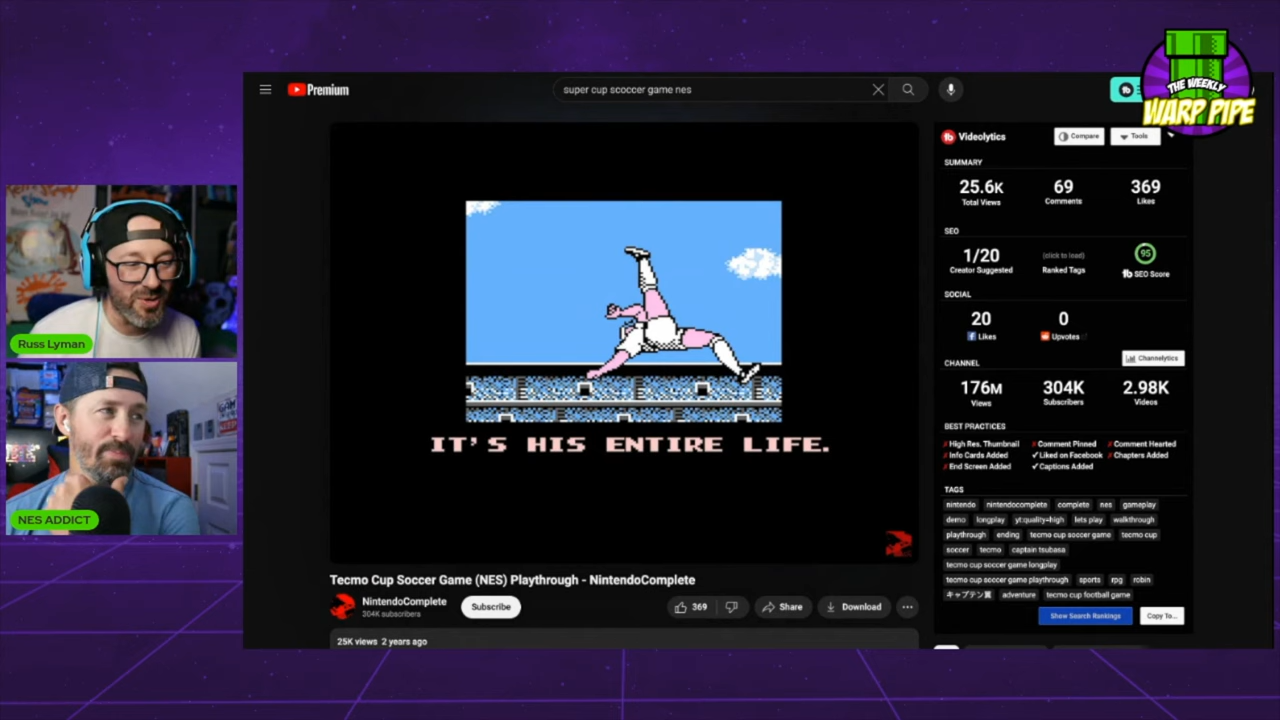 Premium
super cup scoccer game nes
THE WEEKLY
WARP PIPE
Videolytics
Compare
Tools
SUMMARY
25.6K
69
369
Total Views
Comments
Likes
SEO
1/20
(click to load)
95
Creator Suggested
Ranked Tags
tb SEO Score
SOCIAL
20
0
Likes
Upvotes
CHANNEL
Channelytics
176M
304K
2.98K
Views
Subscribers
Videos
BEST PRACTICES
✗ High Res. Thumbnail ✗ Comment Pinned ✗ Comment Hearted
✗ Info Cards Added ✓ Liked on Facebook ✗ Chapters Added
✗ End Screen Added ✓ Captions Added
TAGS
nintendo nintendocomplete complete nes gameplay
demo longplay yt:quality=high lets play walkthrough
playthrough ending tecmo cup soccer game tecmo cup
soccer tecmo captain tsubasa
tecmo cup soccer game longplay
tecmo cup soccer game playthrough sports rpg robin
キャプテン翼 adventure tecmo cup football game
Show Search Rankings
Copy To...
Russ Lyman
NES ADDICT
IT'S HIS ENTIRE LIFE.
Tecmo Cup Soccer Game (NES) Playthrough - NintendoComplete
NintendoComplete
304K subscribers
Subscribe
369
Share
Download
25K views 2 years ago